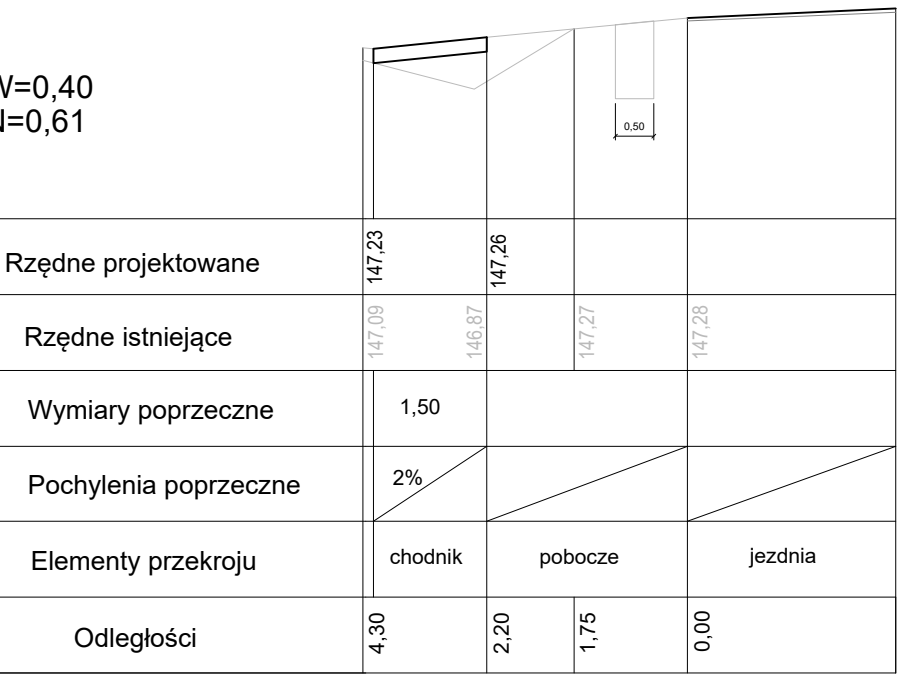 W=0,40
N=0,61
0,50
Rzędne projektowane 147,23 147,26
Rzędne istniejące 147,09 146,87 147,27 147,28
Wymiary poprzeczne 1,50
Pochylenia poprzeczne 2%
Elementy przekroju chodnik pobocze jezdnia
Odległości 4,30 2,20 1,75 0,00